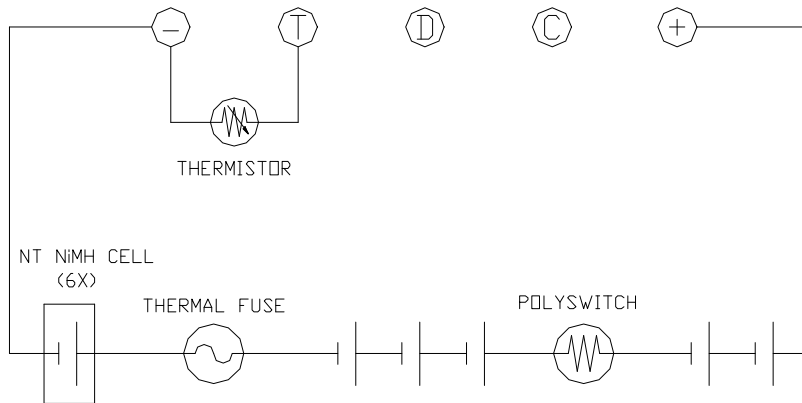 − T D C +
THERMISTOR
NT NiMH CELL
(6X)
THERMAL FUSE
POLYSWITCH